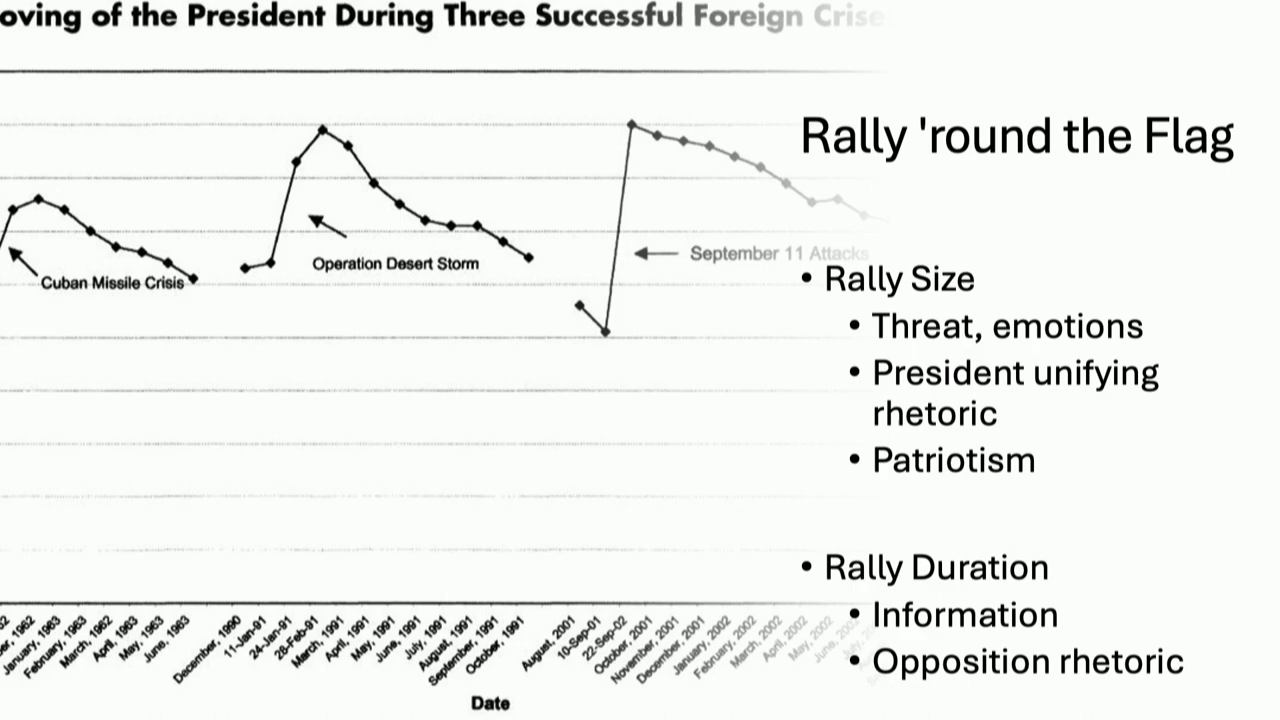 oving of the President During Three Successful Foreign Crise
Rally 'round the Flag
Cuban Missile Crisis
Operation Desert Storm
September 11 Attacks
• Rally Size
• Threat, emotions
• President unifying
rhetoric
• Patriotism
• Rally Duration
• Information
• Opposition rhetoric
January, 1963
February, 1963
March, 1962
April, 1963
May, 1963
June, 1963
December, 1990
11-Jan-91
24-Jan-91
28-Feb-91
March, 1991
April, 1991
May, 1991
June, 1991
July, 1991
August, 1991
September, 1991
October, 1991
August, 2001
10-Sep-01
22-Sep-02
October, 2001
November, 2001
December, 2001
January, 2002
February, 2002
March, 2002
April, 2002
May, 2002
Date